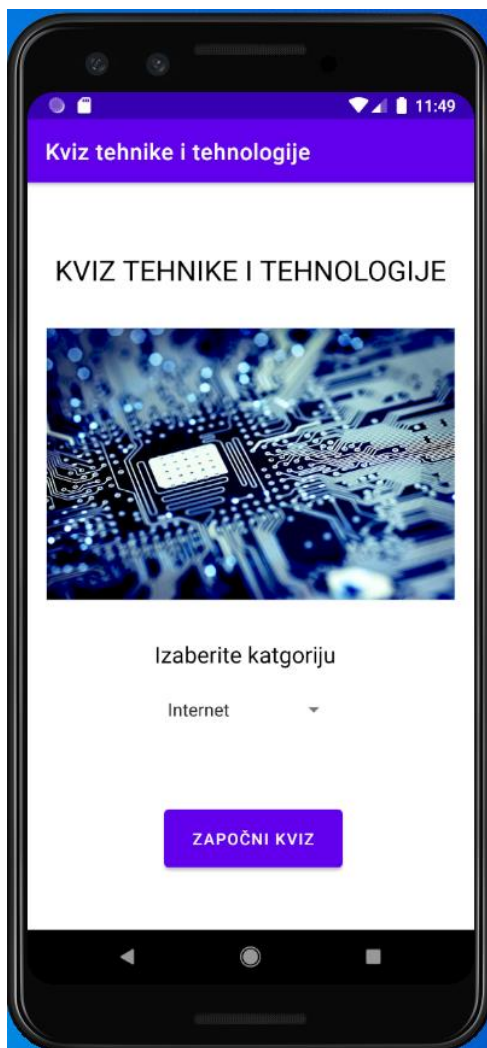 11:49
Kviz tehnike i tehnologije
KVIZ TEHNIKE I TEHNOLOGIJE
Izaberite katgoriju
Internet
ZAPOČNI KVIZ